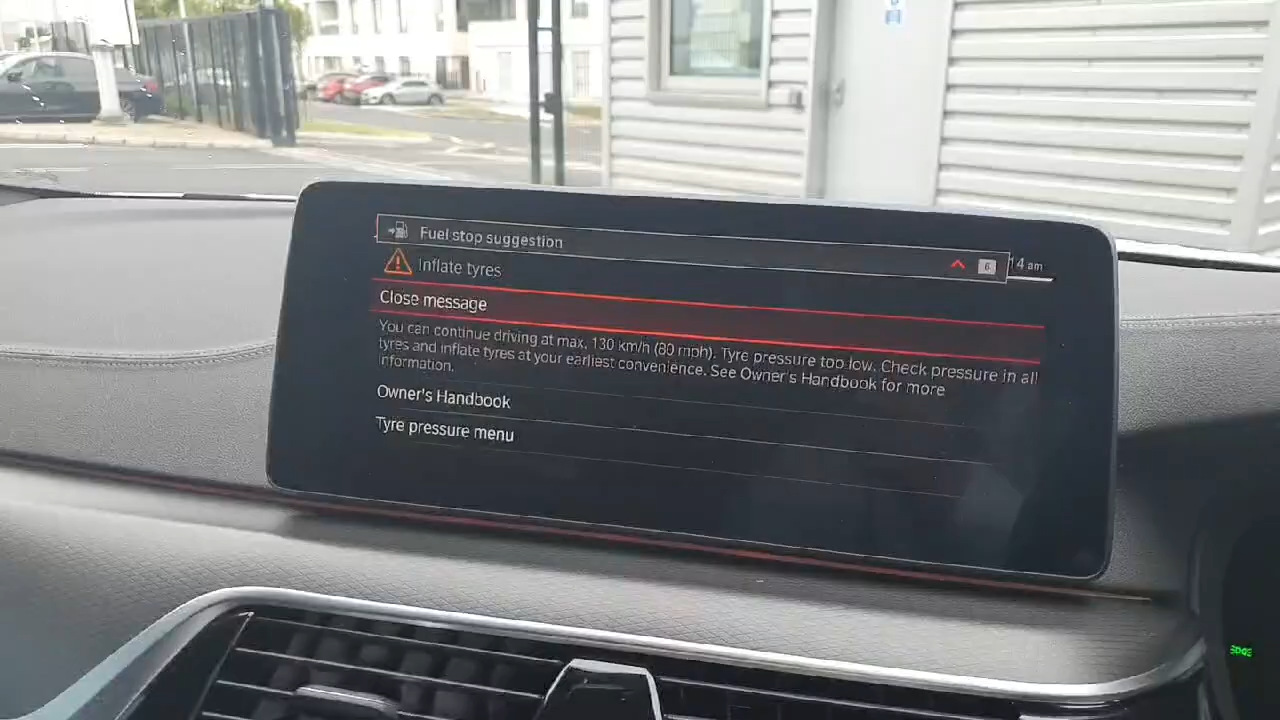 Fuel stop suggestion
6
14 am
Inflate tyres
Close message
You can continue driving at max. 130 km/h (80 mph). Tyre pressure too low. Check pressure in all
tyres and inflate tyres at your earliest convenience. See Owner's Handbook for more
information.
Owner's Handbook
Tyre pressure menu